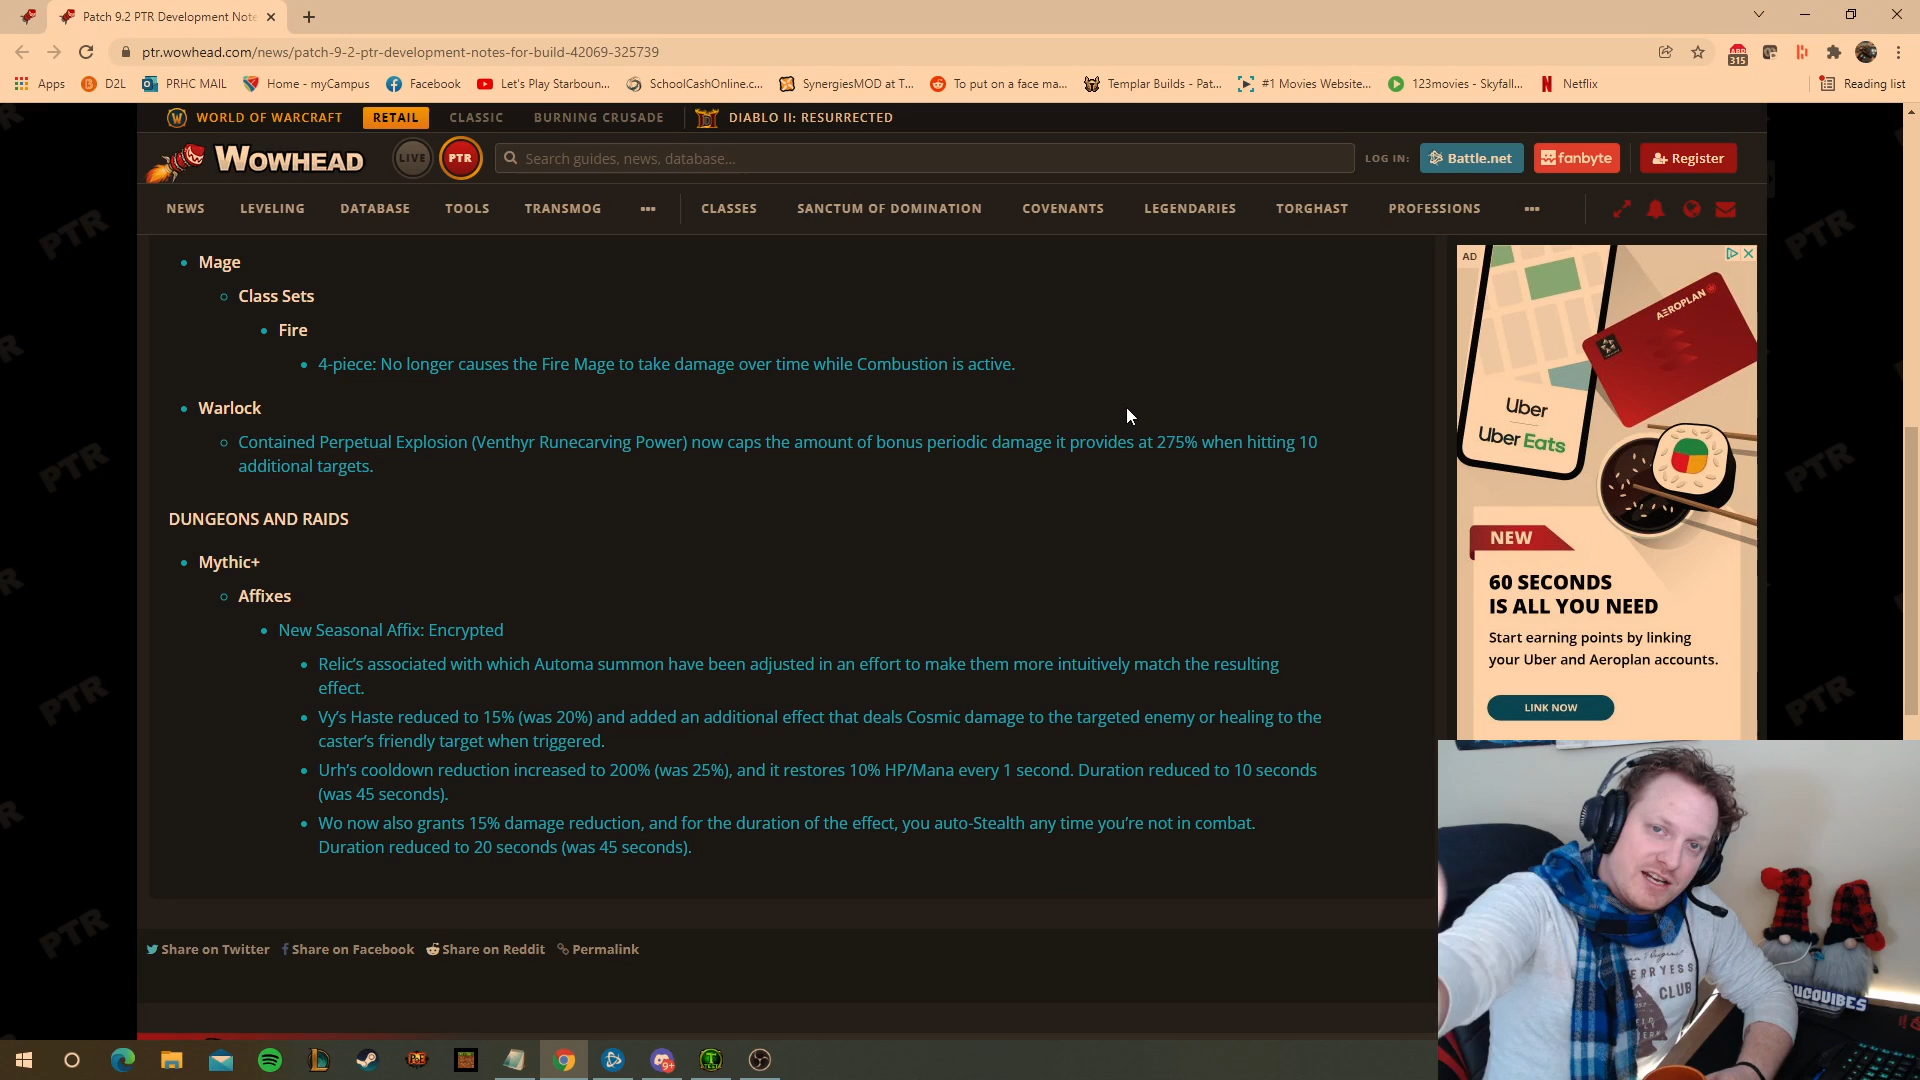 Patch 9.2 PTR Development Note
ptr.wowhead.com/news/patch-9-2-ptr-development-notes-for-build-42069-325739
315
Apps
D2L
PRHC MAIL
Home - myCampus
Facebook
Let's Play Starboun...
SchoolCashOnline.c...
SynergiesMOD at T...
To put on a face ma...
Templar Builds - Pat...
#1 Movies Website...
123movies - Skyfall...
Netflix
Reading list
WORLD OF WARCRAFT
RETAIL
CLASSIC
BURNING CRUSADE
DIABLO II: RESURRECTED
WOWHEAD
LIVE
PTR
Search guides, news, database...
LOG IN:
Battle.net
fanbyte
Register
NEWS
LEVELING
DATABASE
TOOLS
TRANSMOG
CLASSES
SANCTUM OF DOMINATION
COVENANTS
LEGENDARIES
TORGHAST
PROFESSIONS
Mage
Class Sets
Fire
4-piece: No longer causes the Fire Mage to take damage over time while Combustion is active.
Warlock
Contained Perpetual Explosion (Venthyr Runecarving Power) now caps the amount of bonus periodic damage it provides at 275% when hitting 10
additional targets.
DUNGEONS AND RAIDS
Mythic+
Affixes
New Seasonal Affix: Encrypted
Relic's associated with which Automa summon have been adjusted in an effort to make them more intuitively match the resulting
effect.
Vy's Haste reduced to 15% (was 20%) and added an additional effect that deals Cosmic damage to the targeted enemy or healing to the
caster's friendly target when triggered.
Urh's cooldown reduction increased to 200% (was 25%), and it restores 10% HP/Mana every 1 second. Duration reduced to 10 seconds
(was 45 seconds).
Wo now also grants 15% damage reduction, and for the duration of the effect, you auto-Stealth any time you're not in combat.
Duration reduced to 20 seconds (was 45 seconds).
Share on Twitter
Share on Facebook
Share on Reddit
Permalink
AD
AEROPLAN
Uber
Uber Eats
NEW
60 SECONDS
IS ALL YOU NEED
Start earning points by linking
your Uber and Aeroplan accounts.
LINK NOW
CLUB
UCOVIBES
PTR
PTR
PTR
PTR
PTR
PTR
PTR
9+